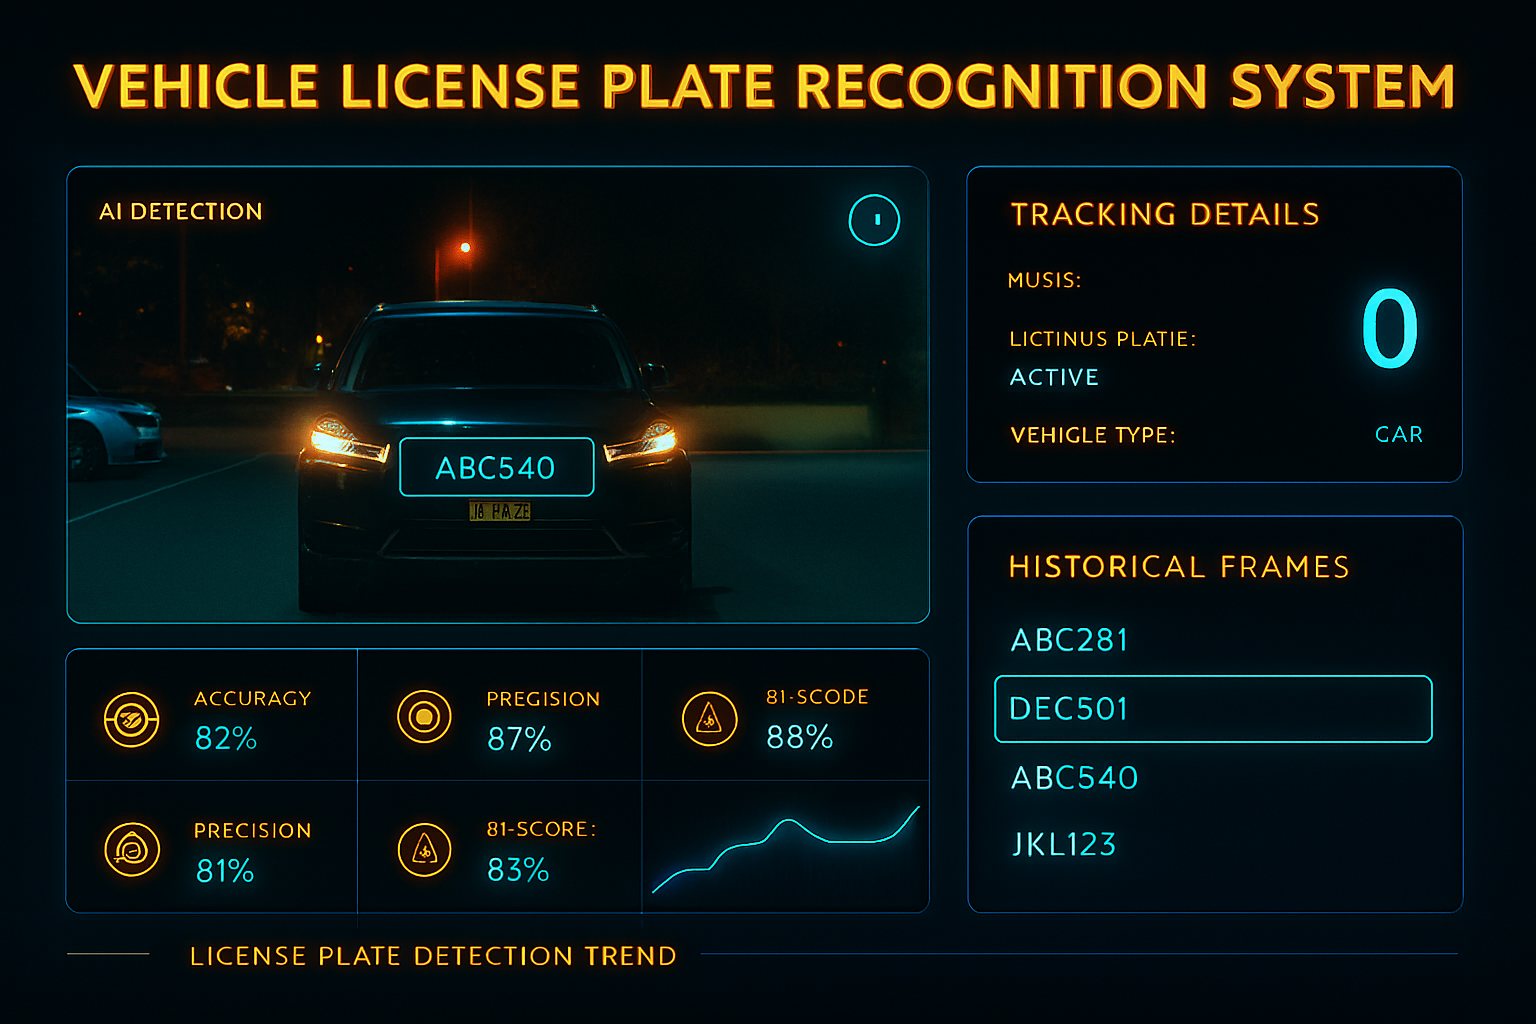 VEHICLE LICENSE PLATE RECOGNITION SYSTEM
AI DETECTION
ABC540
TRACKING DETAILS
MUSIS:
0
LICTINUS PLATIE:
ACTIVE
VEHIGLE TYPE:
CAR
HISTORICAL FRAMES
ABC281
DEC501
ABC540
JKL123
ACCURACY
82%
PREGISION
87%
81-SCODE
88%
PRECISION
81%
81-SCORE:
83%
LICENSE PLATE DETECTION TREND